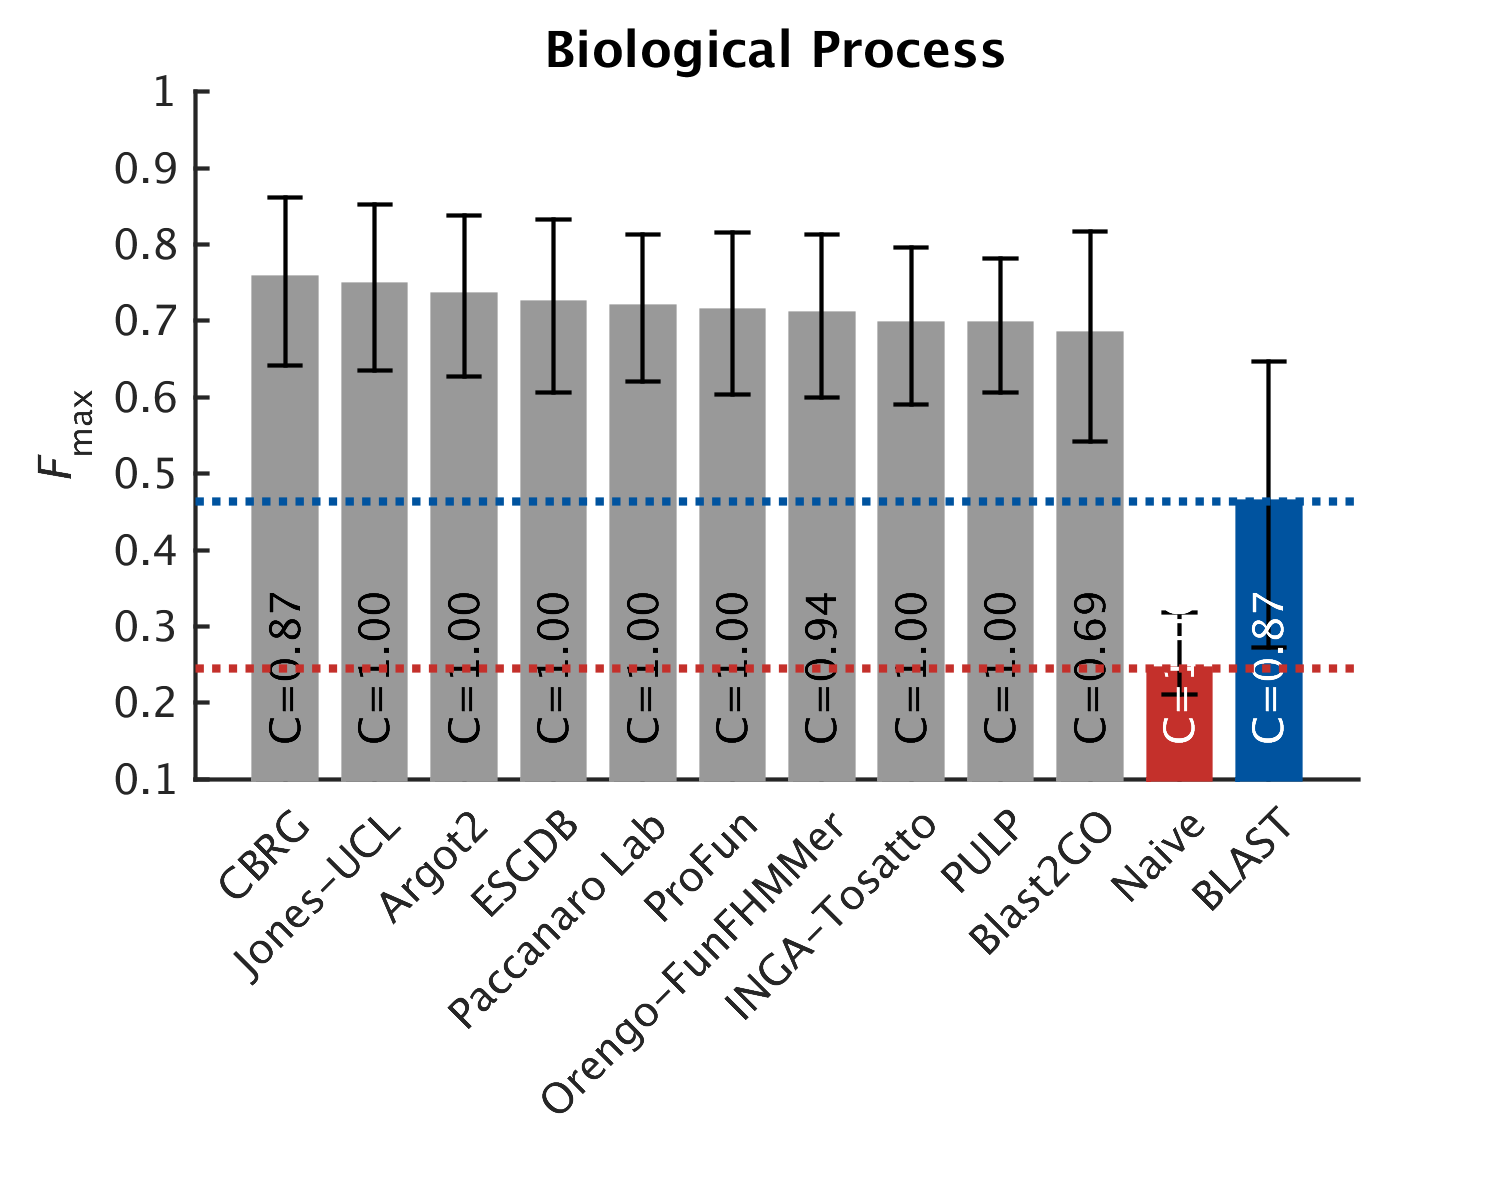 Biological Process
1
0.9
0.8
0.7
0.6
0.5
0.4
0.3
0.2
0.1
Fmax
C=0.87
C=1.00
C=1.00
C=1.00
C=1.00
C=1.00
C=0.94
C=1.00
C=1.00
C=0.69
C=1
C=0.87
CBRG
Jones-UCL
Argot2
ESGDB
Paccanaro Lab
ProFun
Orengo-FunFHMMer
INGA-Tosatto
PULP
Blast2GO
Naive
BLAST